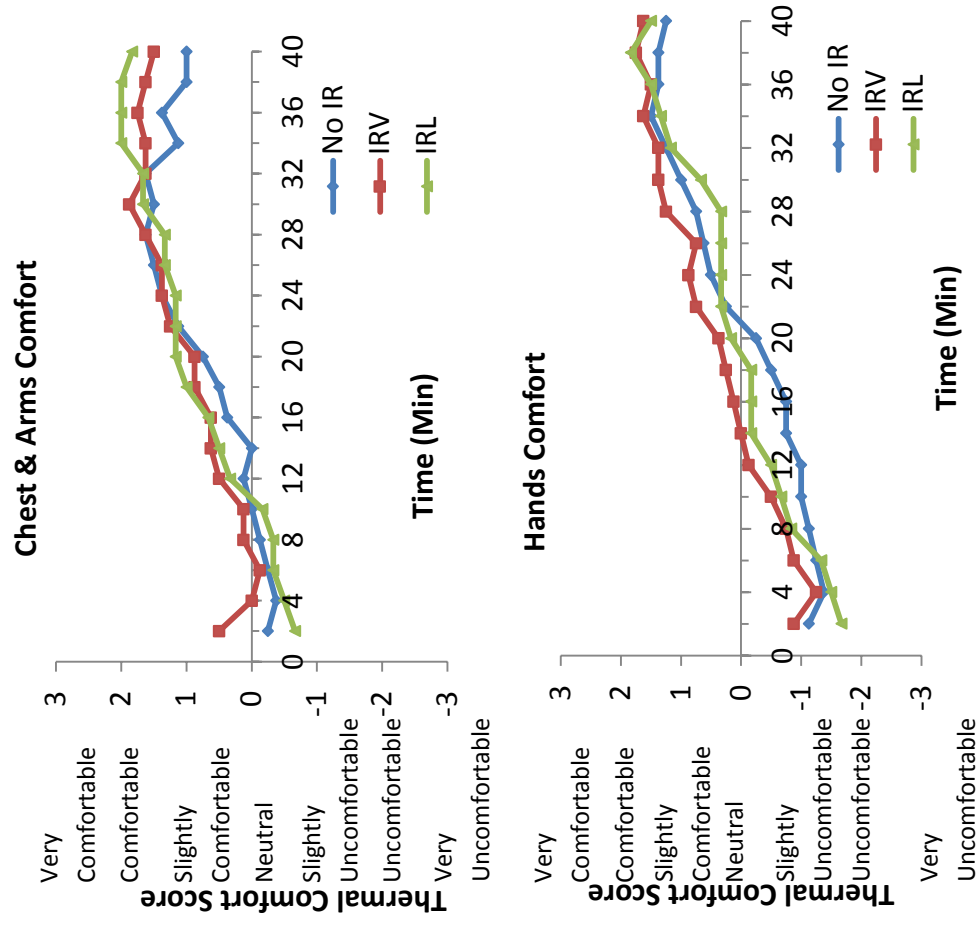 Chest & Arms Comfort
Thermal Comfort Score
Very
Comfortable
Comfortable
Slightly
Comfortable
Neutral
Slightly
Uncomfortable
Uncomfortable
Very
Uncomfortable
3
2
1
0
-1
-2
-3
0 4 8 12 16 20 24 28 32 36 40
Time (Min)
No IR
IRV
IRL
Hands Comfort
Thermal Comfort Score
Very
Comfortable
Comfortable
Slightly
Comfortable
Neutral
Slightly
Uncomfortable
Uncomfortable
Very
Uncomfortable
3
2
1
0
-1
-2
-3
0 4 8 12 16 20 24 28 32 36 40
Time (Min)
No IR
IRV
IRL